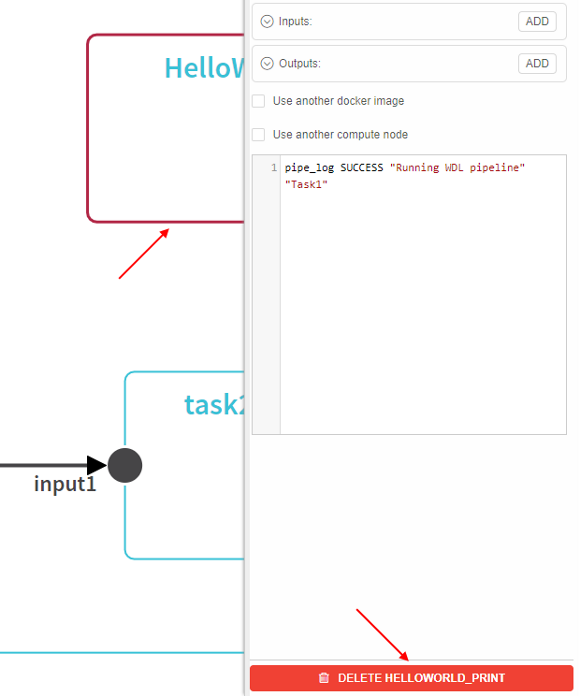 HelloW
Inputs:
ADD
Outputs:
ADD
Use another docker image
Use another compute node
1 pipe_log SUCCESS "Running WDL pipeline"
"Task1"
task2
input1
DELETE HELLOWORLD_PRINT